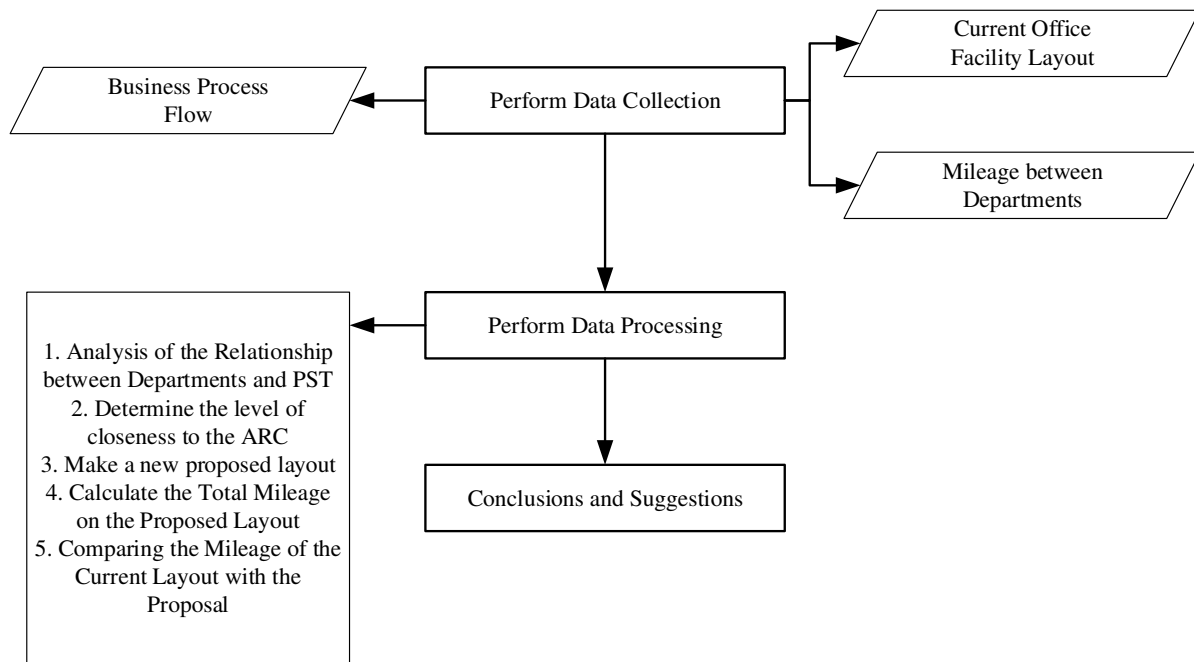 Current Office
Facility Layout
Business Process
Flow
Perform Data Collection
Mileage between
Departments
Perform Data Processing
1. Analysis of the Relationship
between Departments and PST
2. Determine the level of
closeness to the ARC
3. Make a new proposed layout
4. Calculate the Total Mileage
on the Proposed Layout
5. Comparing the Mileage of the
Current Layout with the
Proposal
Conclusions and Suggestions